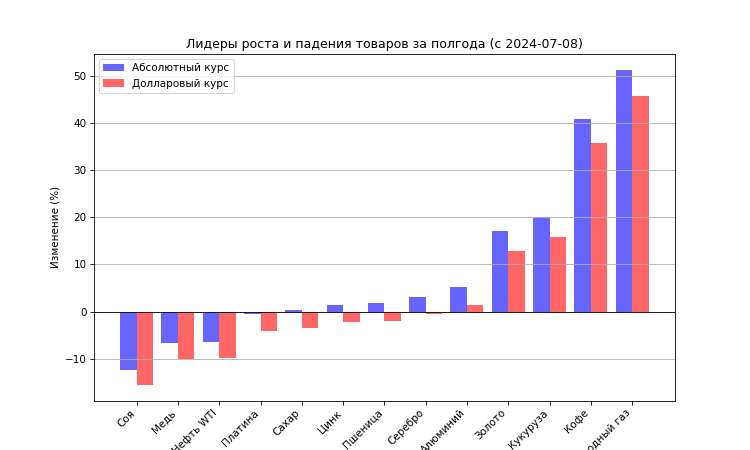 Лидеры роста и падения товаров за полгода (с 2024-07-08)
Абсолютный курс
Долларовый курс
Изменение (%)
50
40
30
20
10
0
−10
Соя
Медь
Нефть WTI
Платина
Сахар
Цинк
Пшеница
Серебро
Алюминий
Золото
Кукуруза
Кофе
одный газ